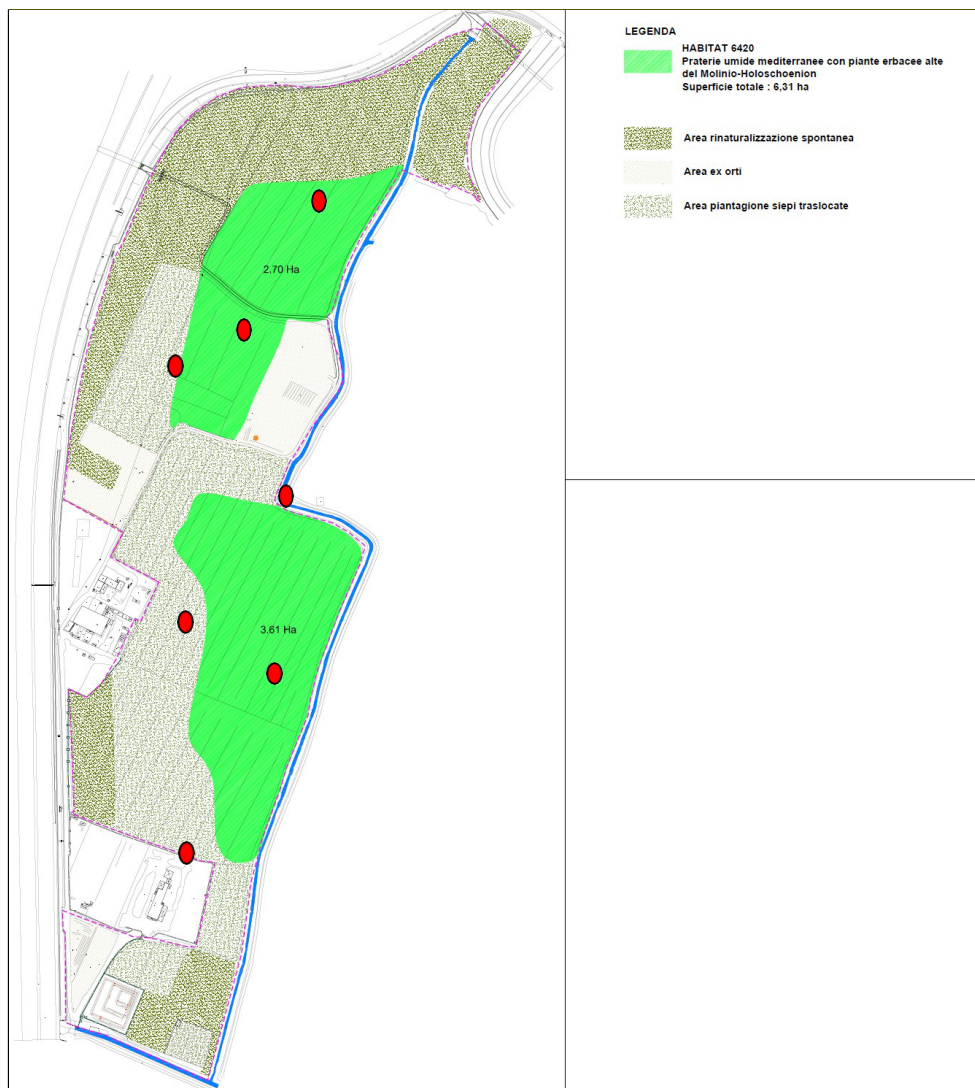 LEGENDA
HABITAT 6420
Praterie umide mediterranee con piante erbacee alte
del Molinio-Holoschoenion
Superficie totale : 6,31 ha
Area rinaturalizzazione spontanea
Area ex orti
Area piantagione siepi traslocate
2.70 Ha
3.61 Ha